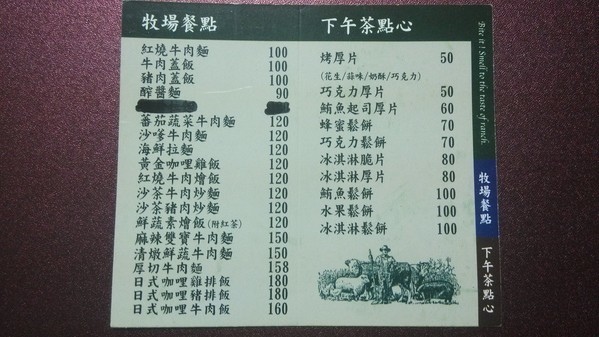 牧場餐點
紅燒牛肉麵 100
牛肉蓋飯 100
豬肉蓋飯 100
醡醬麵 90
蕃茄蔬菜牛肉麵 120
沙嗲牛肉麵 120
海鮮拉麵 120
黃金咖哩雞飯 120
紅燒牛肉燴飯 120
沙茶牛肉炒麵 120
沙茶豬肉炒麵 120
鮮蔬素燴飯(附紅茶) 120
麻辣雙寶牛肉麵 150
清燉鮮蔬牛肉麵 150
厚切牛肉麵 158
日式咖哩雞排飯 180
日式咖哩豬排飯 180
日式咖哩牛肉飯 160
下午茶點心
烤厚片 50
(花生/蒜味/奶酥/巧克力)
巧克力厚片 50
鮪魚起司厚片 60
蜂蜜鬆餅 70
巧克力鬆餅 70
冰淇淋脆片 80
冰淇淋厚片 80
鮪魚鬆餅 100
水果鬆餅 100
冰淇淋鬆餅 100
Bite it! Smell to the taste of ranch.
牧場餐點
下午茶點心